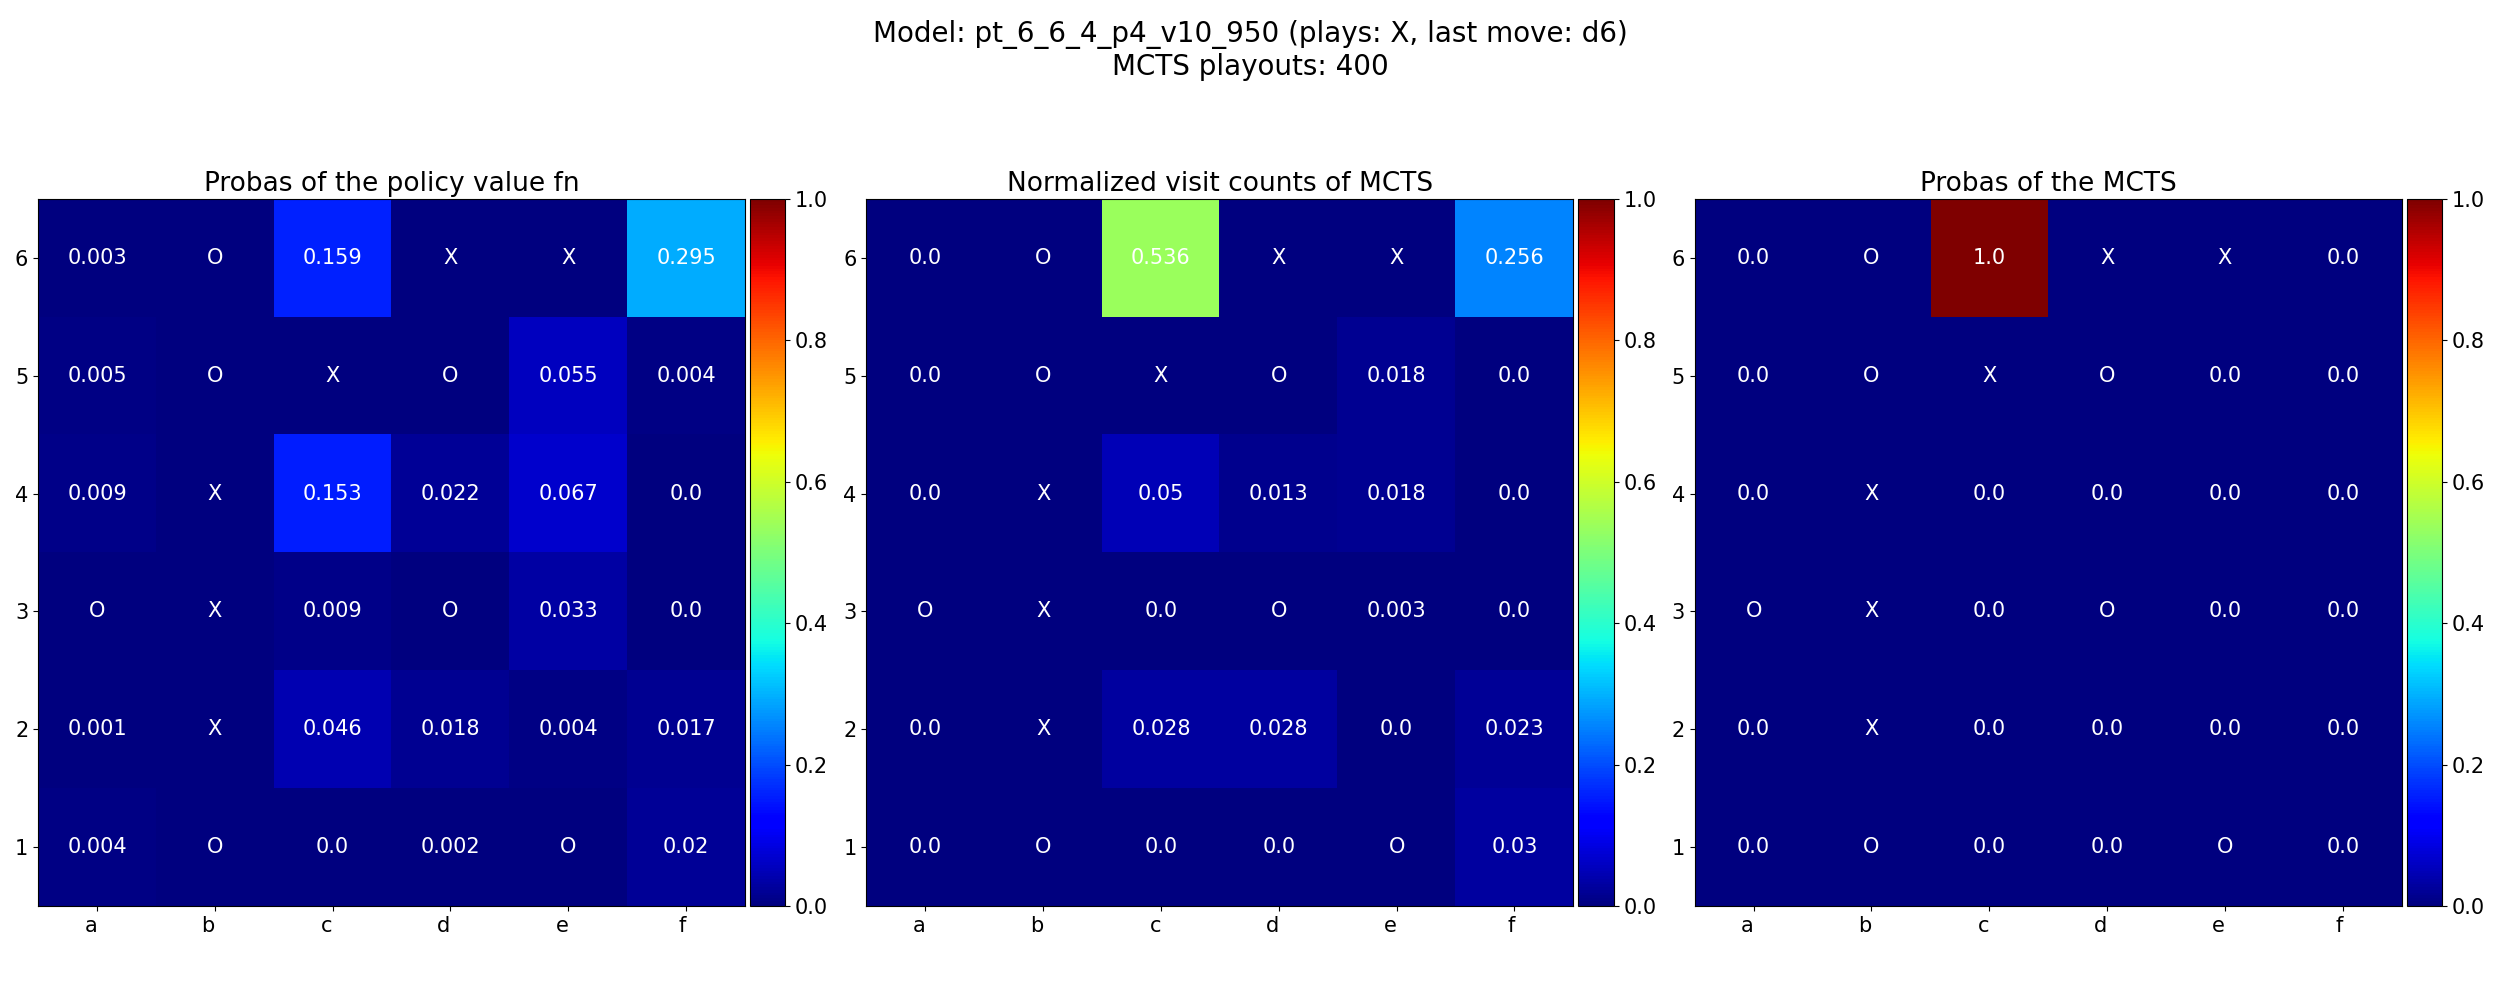 Model: pt_6_6_4_p4_v10_950 (plays: X, last move: d6)
MCTS playouts: 400
Probas of the policy value fn
6 0.003 O 0.159 X X 0.295
5 0.005 O X O 0.055 0.004
4 0.009 X 0.153 0.022 0.067 0.0
3 O X 0.009 O 0.033 0.0
2 0.001 X 0.046 0.018 0.004 0.017
1 0.004 O 0.0 0.002 O 0.02
a b c d e f
1.0
0.8
0.6
0.4
0.2
0.0
Normalized visit counts of MCTS
6 0.0 O 0.536 X X 0.256
5 0.0 O X O 0.018 0.0
4 0.0 X 0.05 0.013 0.018 0.0
3 O X 0.0 O 0.003 0.0
2 0.0 X 0.028 0.028 0.0 0.023
1 0.0 O 0.0 0.0 O 0.03
a b c d e f
1.0
0.8
0.6
0.4
0.2
0.0
Probas of the MCTS
6 0.0 O 1.0 X X 0.0
5 0.0 O X O 0.0 0.0
4 0.0 X 0.0 0.0 0.0 0.0
3 O X 0.0 O 0.0 0.0
2 0.0 X 0.0 0.0 0.0 0.0
1 0.0 O 0.0 0.0 O 0.0
a b c d e f
1.0
0.8
0.6
0.4
0.2
0.0